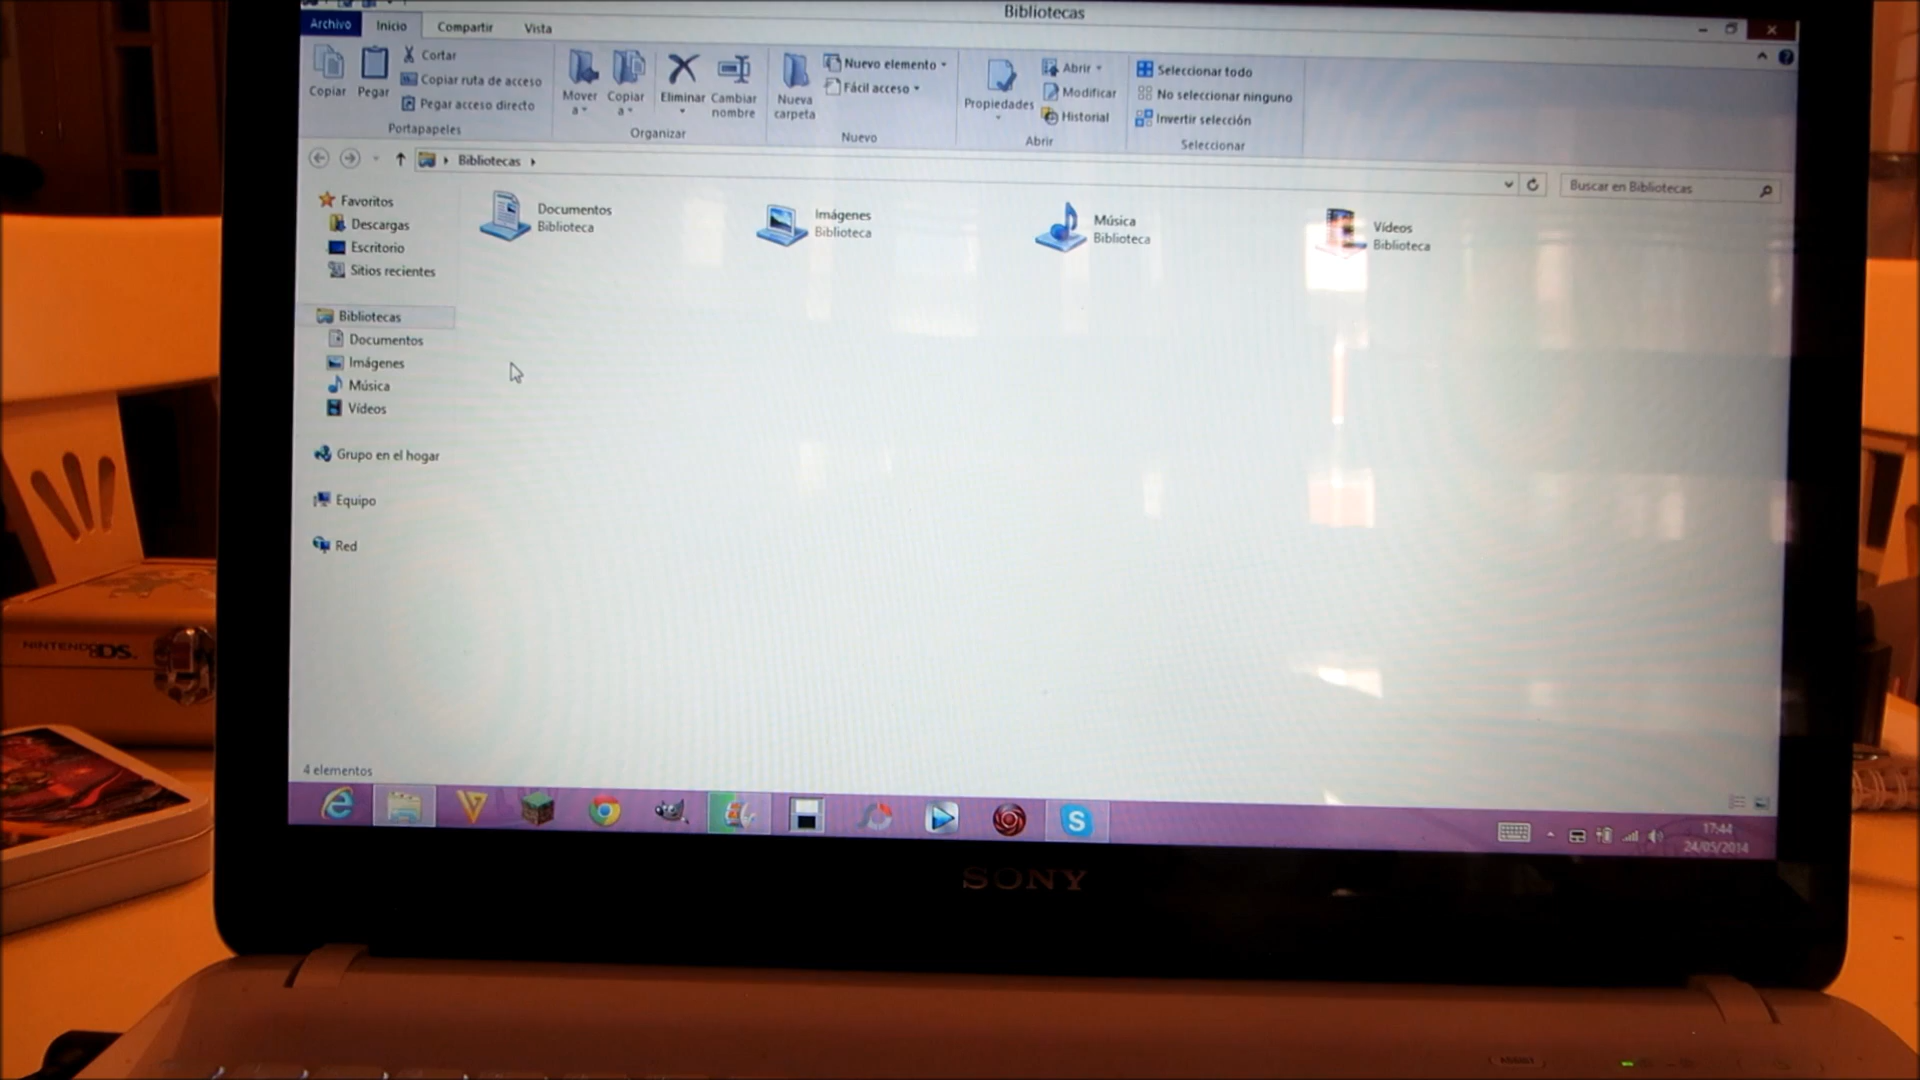 Bibliotecas
Archivo Inicio Compartir Vista
Copiar
Pegar
Cortar
Copiar ruta de acceso
Pegar acceso directo
Portapapeles
Mover
a
Copiar
a
Eliminar
Cambiar
nombre
Organizar
Nueva
carpeta
Nuevo elemento
Fácil acceso
Nuevo
Propiedades
Abrir
Modificar
Historial
Abrir
Seleccionar todo
No seleccionar ninguno
Invertir selección
Seleccionar
Bibliotecas
Buscar en Bibliotecas
Favoritos
Descargas
Escritorio
Sitios recientes
Bibliotecas
Documentos
Imágenes
Música
Vídeos
Grupo en el hogar
Equipo
Red
Documentos
Biblioteca
Imágenes
Biblioteca
Música
Biblioteca
Vídeos
Biblioteca
4 elementos
17:44
24/05/2014
SONY
NINTENDODS.
ASSIST